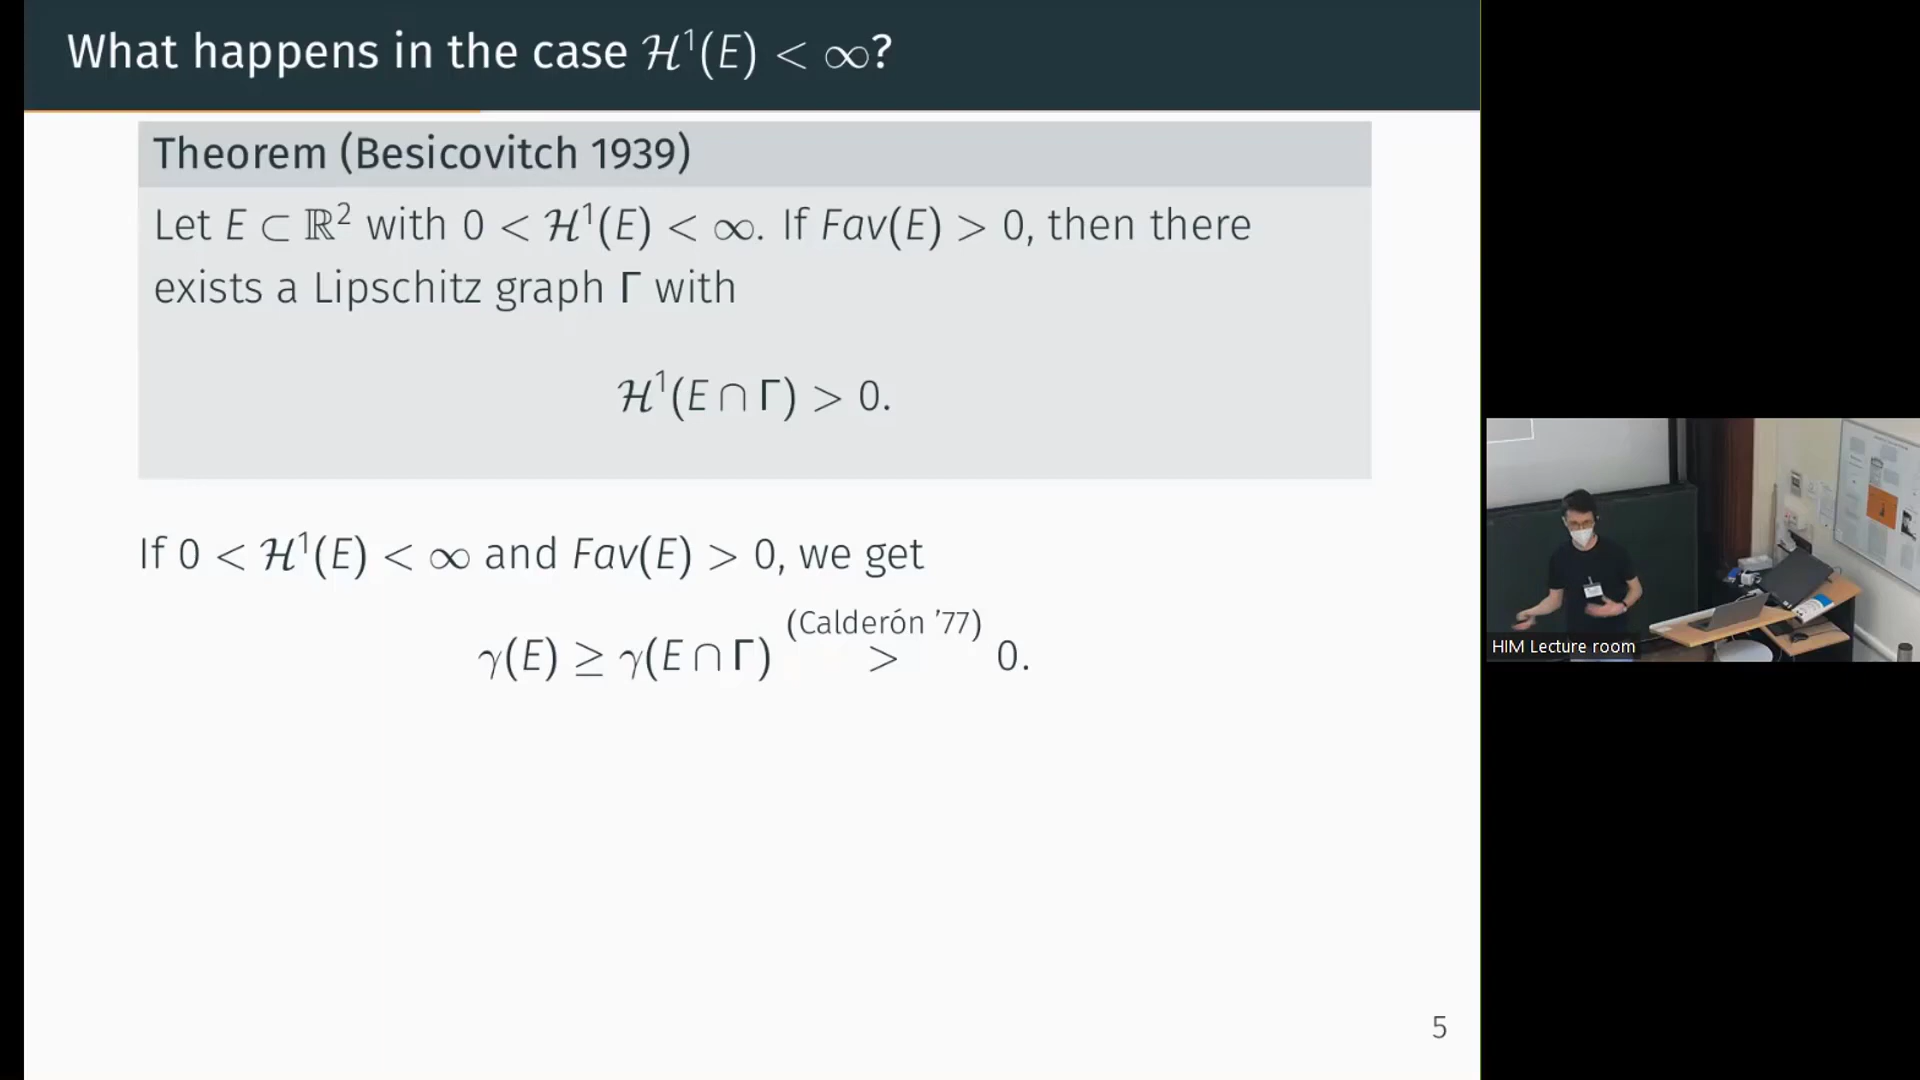 What happens in the case ℋ¹(E) < ∞?
Theorem (Besicovitch 1939)
Let E ⊂ ℝ² with 0 < ℋ¹(E) < ∞. If Fav(E) > 0, then there
exists a Lipschitz graph Γ with
ℋ¹(E ∩ Γ) > 0.
If 0 < ℋ¹(E) < ∞ and Fav(E) > 0, we get
(Calderón ’77)
γ(E) ≥ γ(E ∩ Γ) > 0.
HIM Lecture room
5